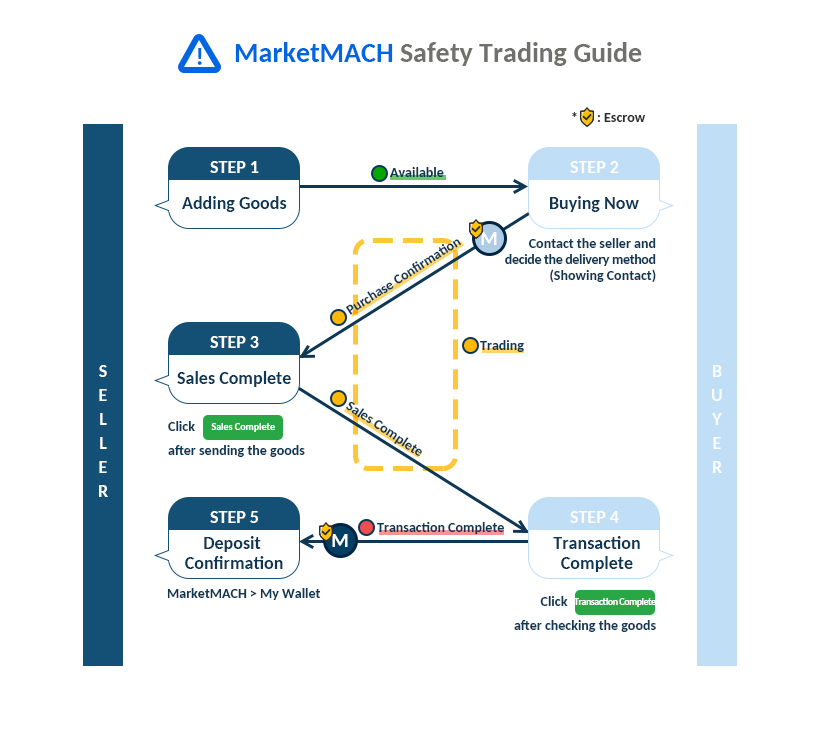 MarketMACH Safety Trading Guide
* : Escrow
SELLER
BUYER
STEP 1
Adding Goods
Available
STEP 2
Buying Now
Contact the seller and
decide the delivery method
(Showing Contact)
M
Purchase Confirmation
Trading
STEP 3
Sales Complete
Click Sales Complete
after sending the goods
Sales Complete
STEP 4
Transaction
Complete
Click Transaction Complete
after checking the goods
Transaction Complete
M
STEP 5
Deposit
Confirmation
MarketMACH > My Wallet